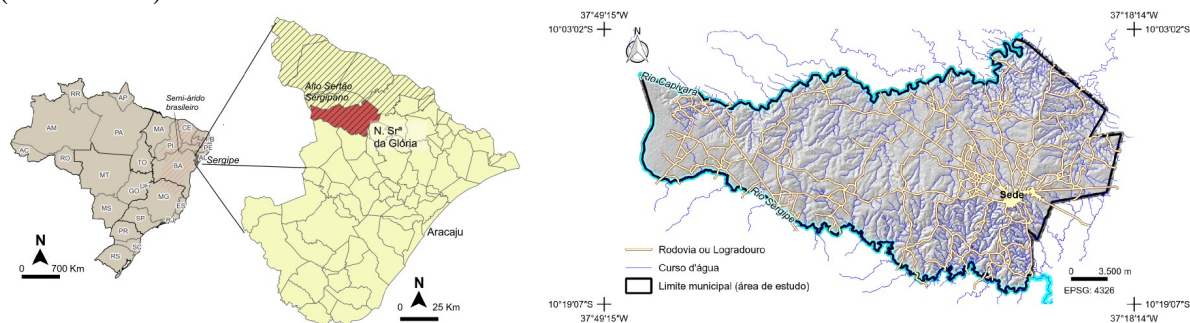 RR
AP
AM
PA
MA
CE
PI
PE
AL
AC
RO
TO
BA
MT
GO
DF
MG
ES
MS
SP
RJ
PR
SC
RS
Semi-árido
brasileiro
Sergipe
N
0 700 Km
Alto Sertão
Sergipano
N. Srª
da Glória
Aracaju
N
0 25 Km
37°49'15"W
10°03'02"S
37°18'14"W
10°03'02"S
N
Rio Capivara
Rio Sergipe
Sede
Rodovia ou Logradouro
Curso d'água
Limite municipal (área de estudo)
0 3.500 m
EPSG: 4326
10°19'07"S
37°49'15"W
10°19'07"S
37°18'14"W